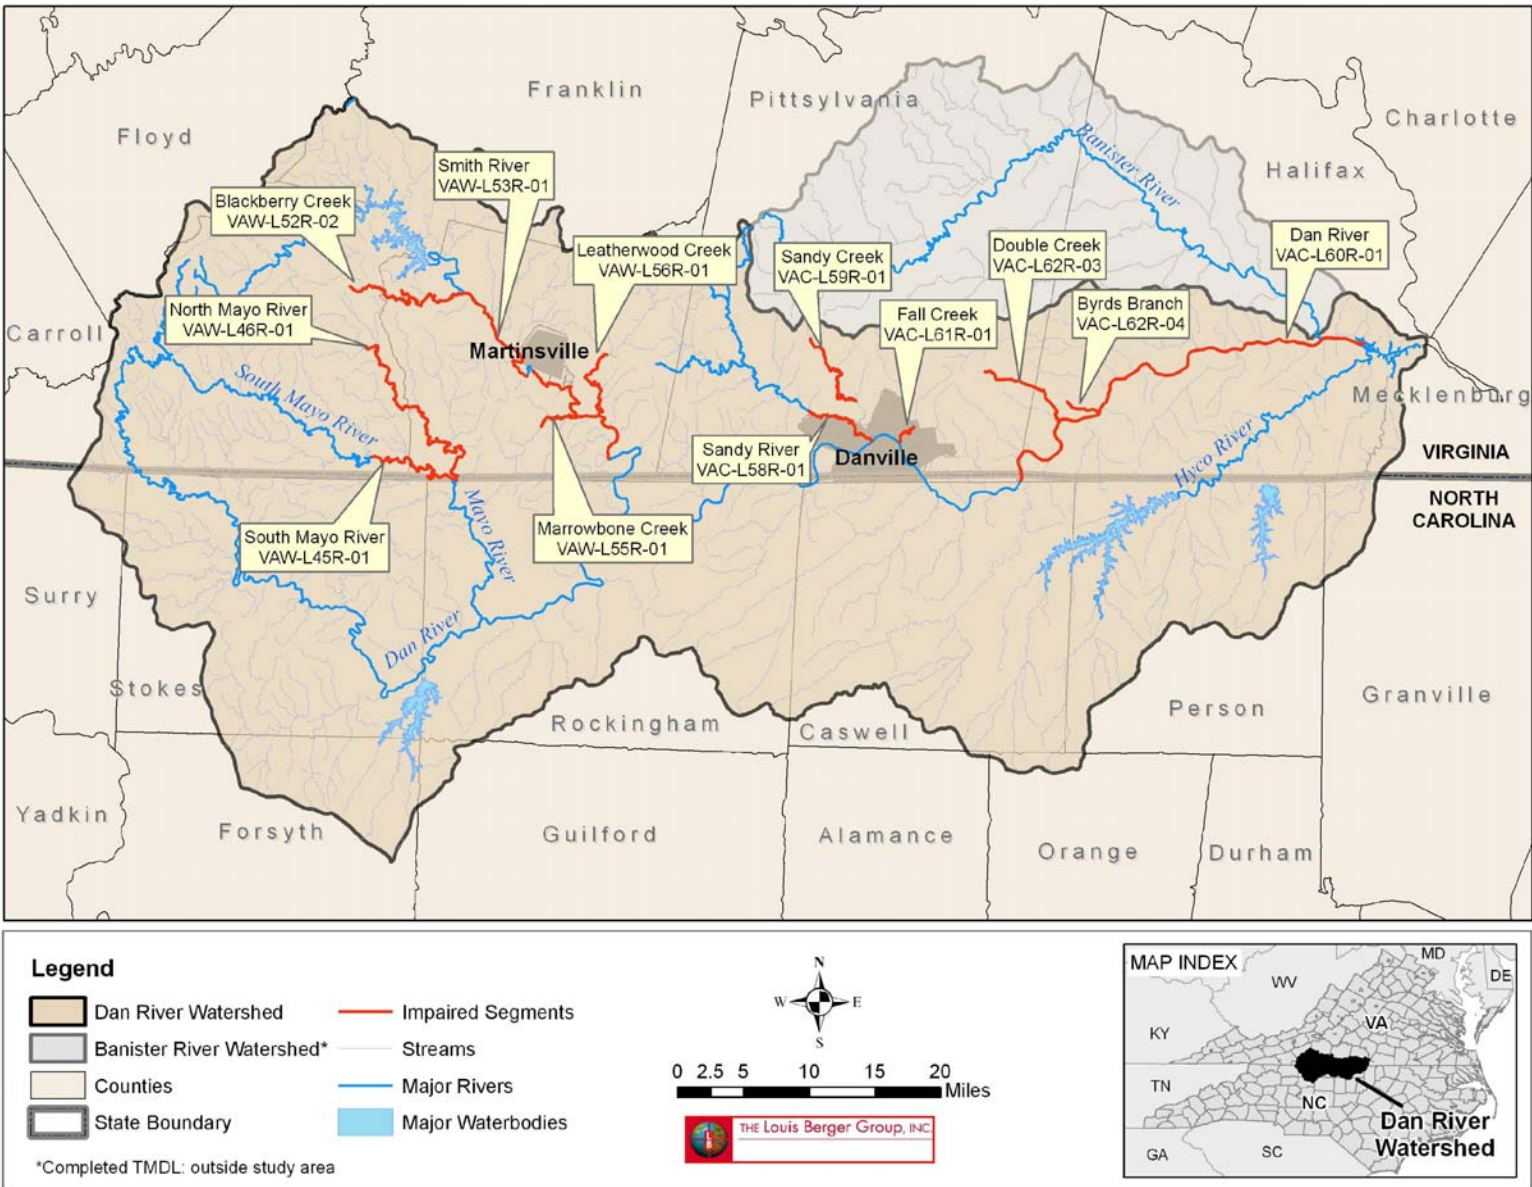 Franklin
Pittsylvania
Charlotte
Floyd
Banister River
Halifax
Smith River
VAW-L53R-01
Blackberry Creek
VAW-L52R-02
Leatherwood Creek
VAW-L56R-01
Sandy Creek
VAC-L59R-01
Double Creek
VAC-L62R-03
Dan River
VAC-L60R-01
North Mayo River
VAW-L46R-01
Fall Creek
VAC-L61R-01
Byrds Branch
VAC-L62R-04
Carroll
Martinsville
South Mayo River
Mecklenburg
Sandy River
VAC-L58R-01
Danville
Hyco River
VIRGINIA
NORTH
CAROLINA
South Mayo River
VAW-L45R-01
Mayo River
Marrowbone Creek
VAW-L55R-01
Surry
Dan River
Stokes
Rockingham
Caswell
Person
Granville
Yadkin
Forsyth
Guilford
Alamance
Orange
Durham
Legend
Dan River Watershed
Banister River Watershed*
Counties
State Boundary
Impaired Segments
Streams
Major Rivers
Major Waterbodies
*Completed TMDL: outside study area
N
W E
S
0 2.5 5 10 15 20
Miles
LB
THE Louis Berger Group, INC.
MAP INDEX
MD
WV
DE
KY
VA
TN
NC
Dan River
Watershed
GA
SC